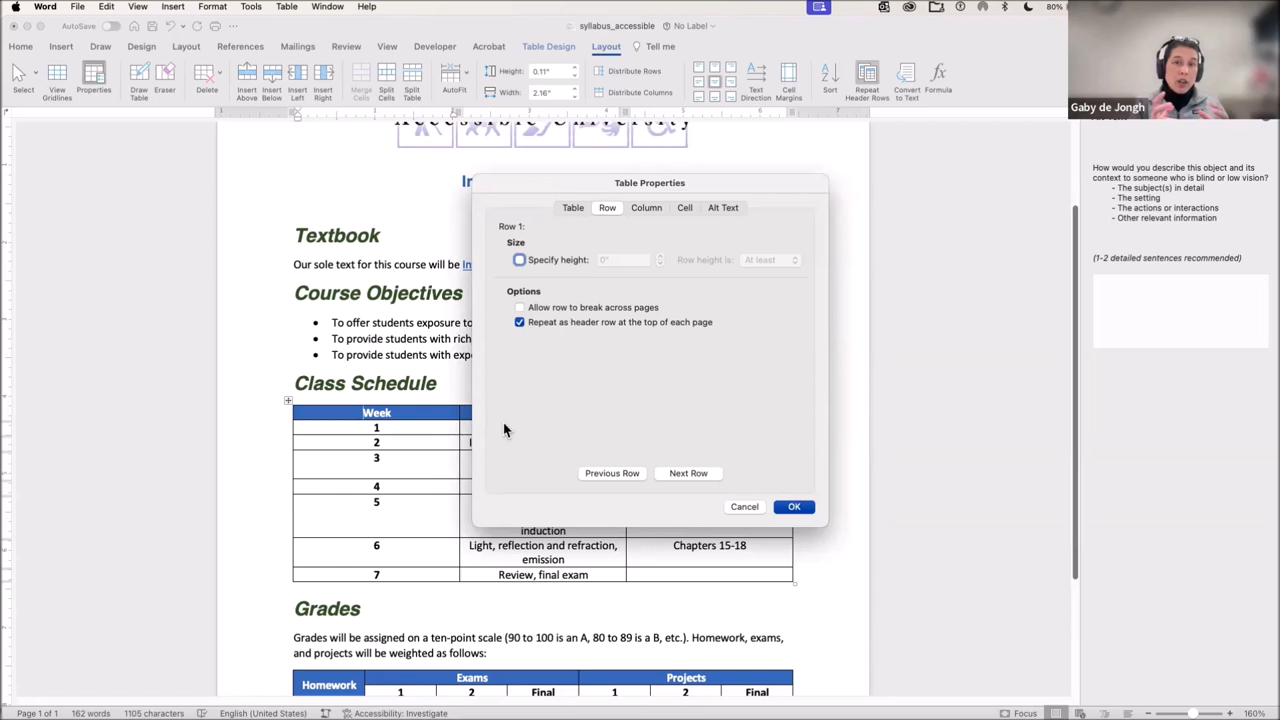 Word File Edit View Insert Format Tools Table Window Help 80%
AutoSave syllabus_accessible No Label
Home Insert Draw Design Layout References Mailings Review View Developer Acrobat Table Design Layout Tell me
Select View Gridlines Properties Draw Table Eraser Delete Insert Above Insert Below Insert Left Insert Right Merge Cells Split Cells Split Table AutoFit Height: 0.11" Width: 2.16" Distribute Rows Distribute Columns Text Direction Cell Margins Sort Repeat Header Rows Convert to Text Formula
Gaby de Jongh
How would you describe this object and its
context to someone who is blind or low vision?
- The subject(s) in detail
- The setting
- The actions or interactions
- Other relevant information
(1-2 detailed sentences recommended)
Textbook
Our sole text for this course will be
Course Objectives
• To offer students exposure to
• To provide students with rich
• To provide students with exp
Class Schedule
Week
1
2
3
4
5
induction
6 Light, reflection and refraction, Chapters 15-18
emission
7 Review, final exam
Table Properties
Table Row Column Cell Alt Text
Row 1:
Size
Specify height: 0" Row height is: At least
Options
Allow row to break across pages
Repeat as header row at the top of each page
Previous Row Next Row
Cancel OK
Grades
Grades will be assigned on a ten-point scale (90 to 100 is an A, 80 to 89 is a B, etc.). Homework, exams,
and projects will be weighted as follows:
Homework Exams Projects
1 2 Final 1 2 Final
Page 1 of 1 162 words 1105 characters English (United States) Accessibility: Investigate Focus 160%